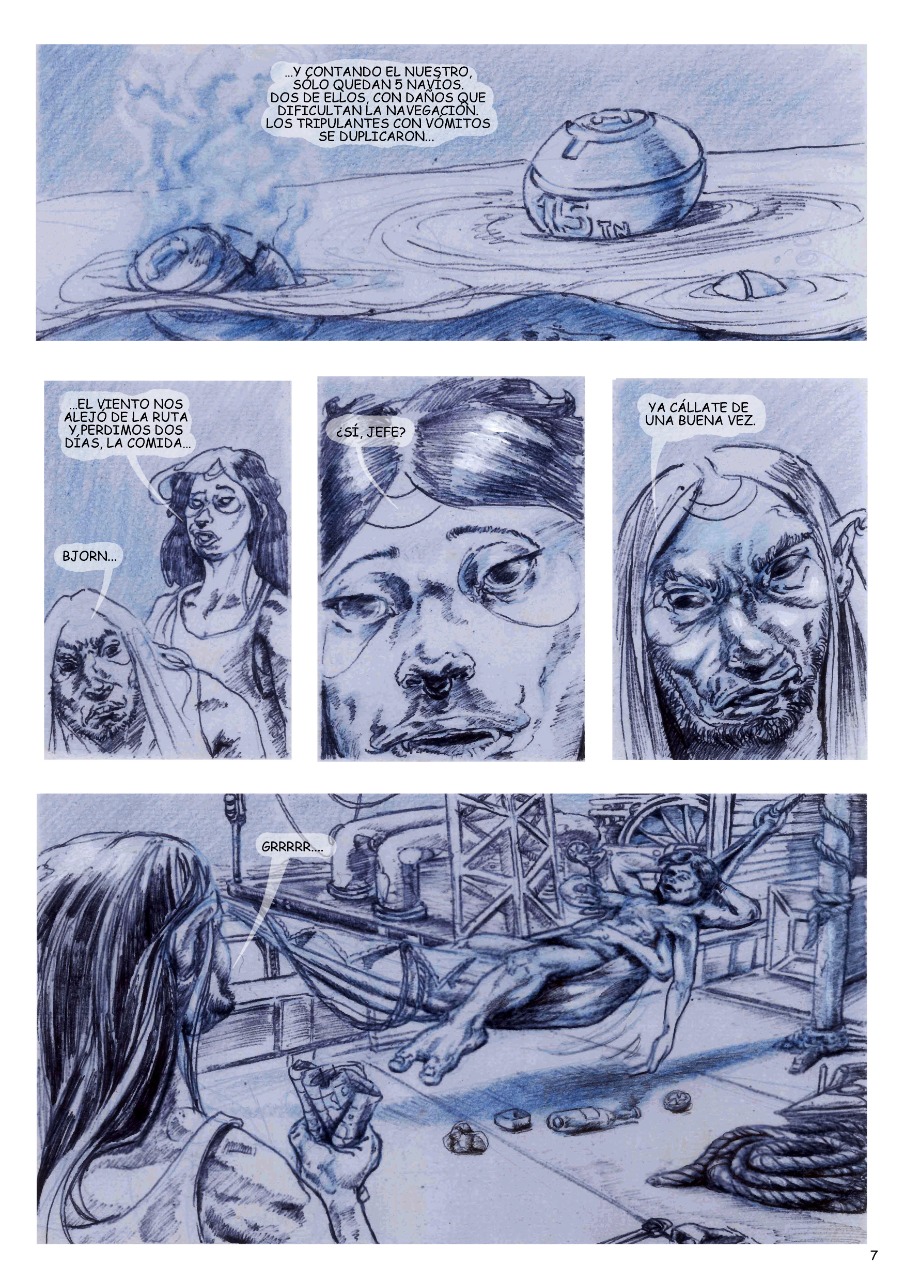 ...Y CONTANDO EL NUESTRO,
SÓLO QUEDAN 5 NAVÍOS.
DOS DE ELLOS, CON DAÑOS QUE
DIFICULTAN LA NAVEGACIÓN.
LOS TRIPULANTES CON VÓMITOS
SE DUPLICARON...
15 TN
...EL VIENTO NOS
ALEJÓ DE LA RUTA
Y PERDIMOS DOS
DÍAS, LA COMIDA...
BJORN...
¿SÍ, JEFE?
YA CÁLLATE DE
UNA BUENA VEZ.
GRRRRR....
7